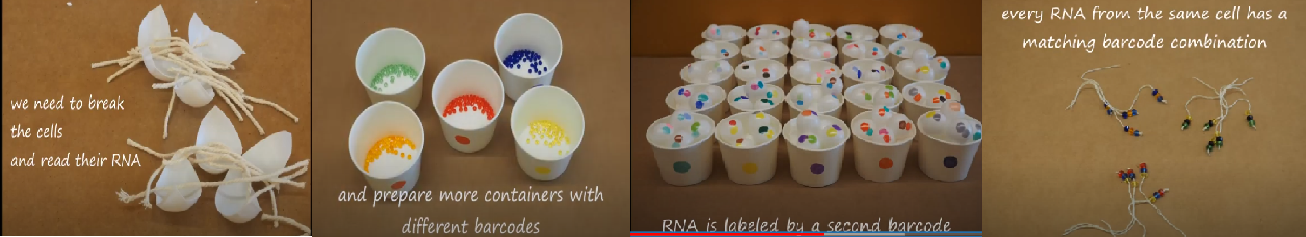 we need to break
the cells
and read their RNA
and prepare more containers with
different barcodes
RNA is labeled by a second barcode
every RNA from the same cell has a
matching barcode combination